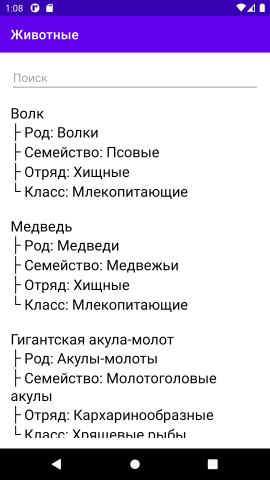 1:08
Животные
Поиск
Волк
├ Род: Волки
├ Семейство: Псовые
├ Отряд: Хищные
└ Класс: Млекопитающие
Медведь
├ Род: Медведи
├ Семейство: Медвежьи
├ Отряд: Хищные
└ Класс: Млекопитающие
Гигантская акула-молот
├ Род: Акулы-молоты
├ Семейство: Молотоголовые
акулы
├ Отряд: Кархаринообразные
└ Класс: Хрящевые рыбы